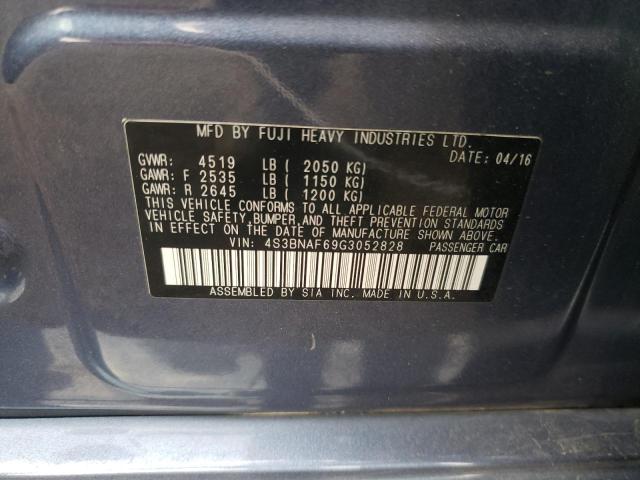 MFD BY FUJI HEAVY INDUSTRIES LTD.
DATE: 04/16
GVWR: 4519 LB ( 2050 KG)
GAWR: F 2535 LB ( 1150 KG)
GAWR: R 2645 LB ( 1200 KG)
THIS VEHICLE CONFORMS TO ALL APPLICABLE FEDERAL MOTOR
VEHICLE SAFETY, BUMPER, AND THEFT PREVENTION STANDARDS
IN EFFECT ON THE DATE OF MANUFACTURE SHOWN ABOVE.
VIN: 4S3BNAF69G3052828 PASSENGER CAR
ASSEMBLED BY SIA INC. MADE IN U.S.A.